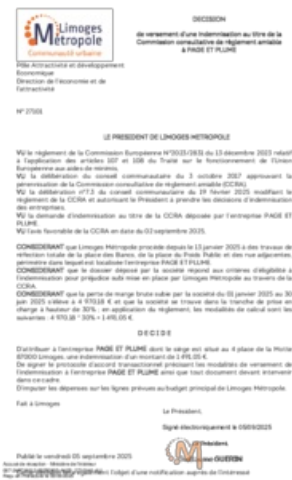 Limoges
Métropole
Communauté urbaine
DECISION
de versement d'une indemnisation au titre de la
Commission consultative de règlement amiable
à PAGE ET PLUME
Pôle Attractivité et développement
Economique
Direction de l'économie et de
l'attractivité
N° 27101
LE PRESIDENT DE LIMOGES METROPOLE
VU le règlement de la Commission Européenne N°2023/2831 du 13 décembre 2023 relatif
à l'application des articles 107 et 108 du Traité sur le fonctionnement de l'Union
Européenne aux aides de minimis,
VU la délibération du conseil communautaire du 3 octobre 2017 approuvant la
pérennisation de la Commission consultative de règlement amiable (CCRA),
VU la délibération n°7.3 du conseil communautaire du 19 février 2025 modifiant le
règlement de la CCRA et autorisant le Président à prendre les décisions d'indemnisation
des entreprises,
VU la demande d'indemnisation au titre de la CCRA déposée par l'entreprise PAGE ET
PLUME,
VU l'avis favorable de la CCRA en date du 02 septembre 2025,
CONSIDERANT que Limoges Métropole procède depuis le 13 janvier 2025 à des travaux de
réfection totale de la place des Bancs, de la place du Poids Public et des rues adjacentes,
périmètre dans lequel est localisée l'entreprise PAGE ET PLUME
CONSIDERANT que le dossier déposé par la société répond aux critères d'éligibilité à
l'indemnisation pour préjudice subi mise en place par Limoges Métropole au travers de la
CCRA,
CONSIDERANT que la perte de marge brute subie par la société du 01 janvier 2025 au 30
juin 2025 s'élève à 4 970,18 € et que la société se trouve dans la tranche de prise en
charge à hauteur de 30% ; en application du règlement, les modalités de calcul sont les
suivantes : 4 970,18 * 30% = 1 491,05 €.
D E C I D E
D'attribuer à l'entreprise PAGE ET PLUME dont le siège est situé au 4 place de la Motte
87000 Limoges, une indemnisation d'un montant de 1 491,05 €.
De signer le protocole d'accord transactionnel précisant les modalités de versement de
l'indemnisation à l'entreprise PAGE ET PLUME ainsi que tout document devant intervenir
dans ce cadre.
D'imputer les dépenses sur les lignes prévues au budget principal de Limoges Métropole.
Fait à Limoges
Le Président,
Signé électroniquement le 05/09/2025
Président
GUERIN
Publié le vendredi 05 septembre 2025
Accusé de réception - Ministère de l'Intérieur
l'objet d'une notification auprès de l'intéressé